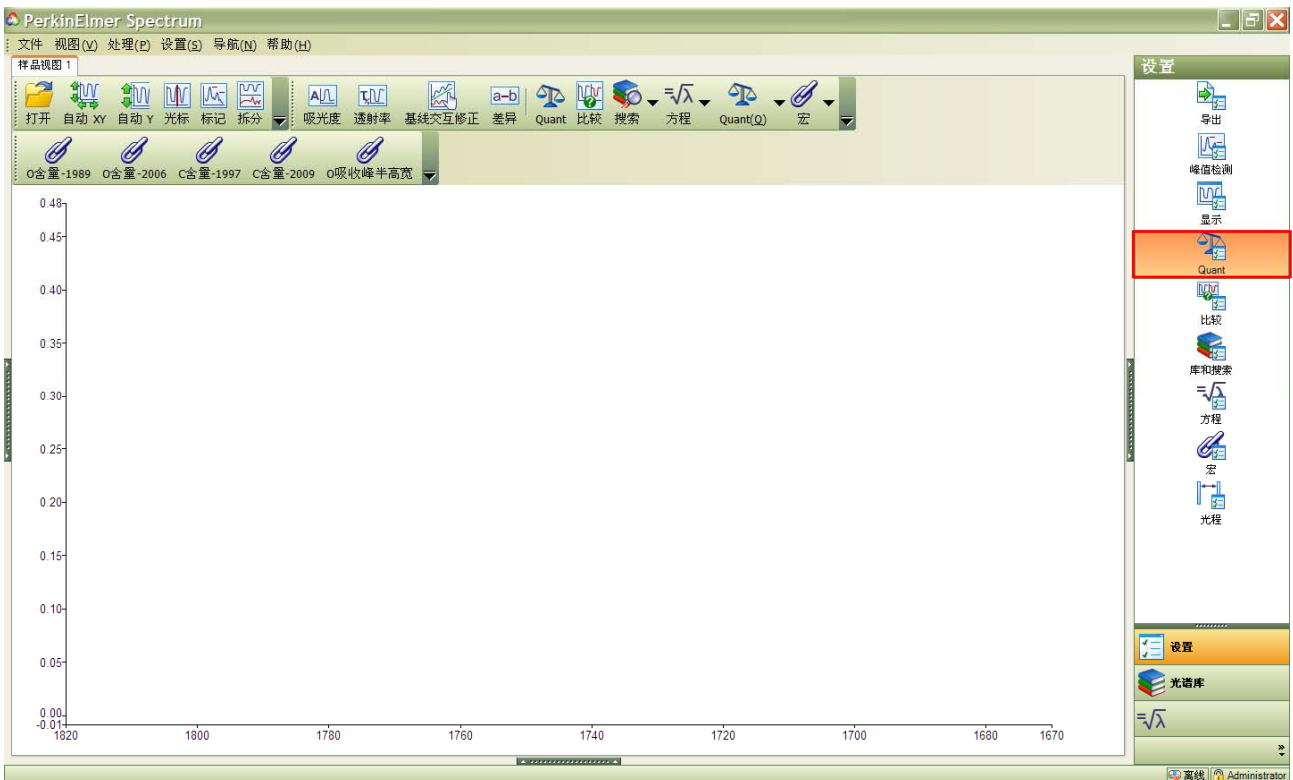 PerkinElmer Spectrum
文件 视图(V) 处理(P) 设置(S) 导航(N) 帮助(H)
样品视图 1
打开 自动 XY 自动 Y 光标 标记 拆分 吸光度 透射率 基线交互修正 差异 Quant 比较 搜索 方程 Quant(Q) 宏
O含量-1989 O含量-2006 C含量-1997 C含量-2009 O吸收峰半高宽
0.48
0.45
0.40
0.35
0.30
0.25
0.20
0.15
0.10
0.05
0.00
-0.01
1820 1800 1780 1760 1740 1720 1700 1680 1670
设置
导出
峰值检测
显示
Quant
比较
库和搜索
方程
宏
光程
设置
光谱库
离线 Administrator